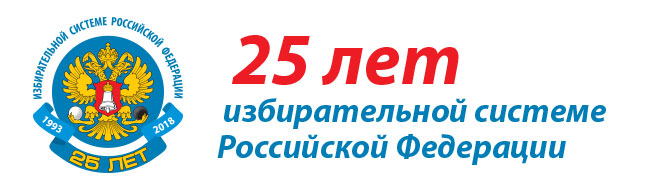 ИЗБИРАТЕЛЬНОЙ СИСТЕМЕ РОССИЙСКОЙ ФЕДЕРАЦИИ
1993
2018
25 ЛЕТ
25 лет
избирательной системе
Российской Федерации